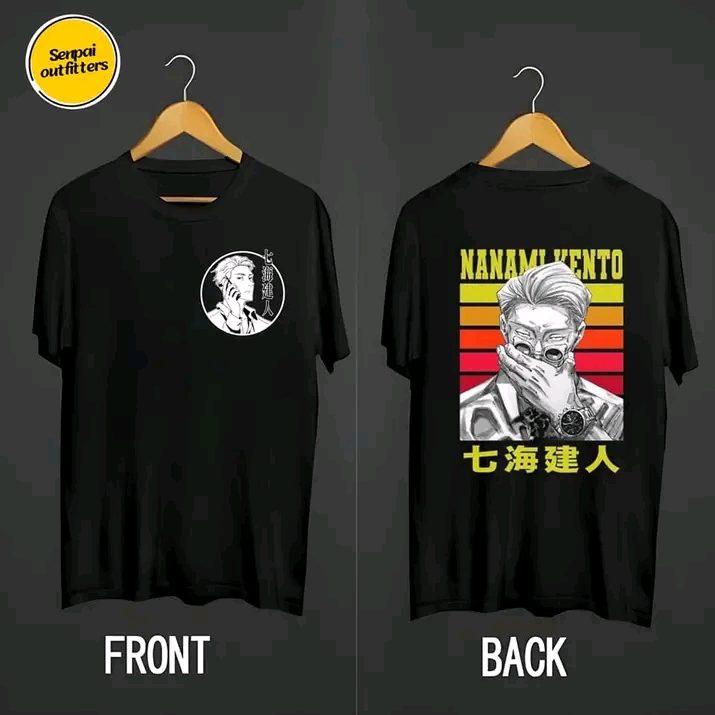 Senpai
outfitters
七海建人
NANAMI KENTO
七海建人
FRONT
BACK